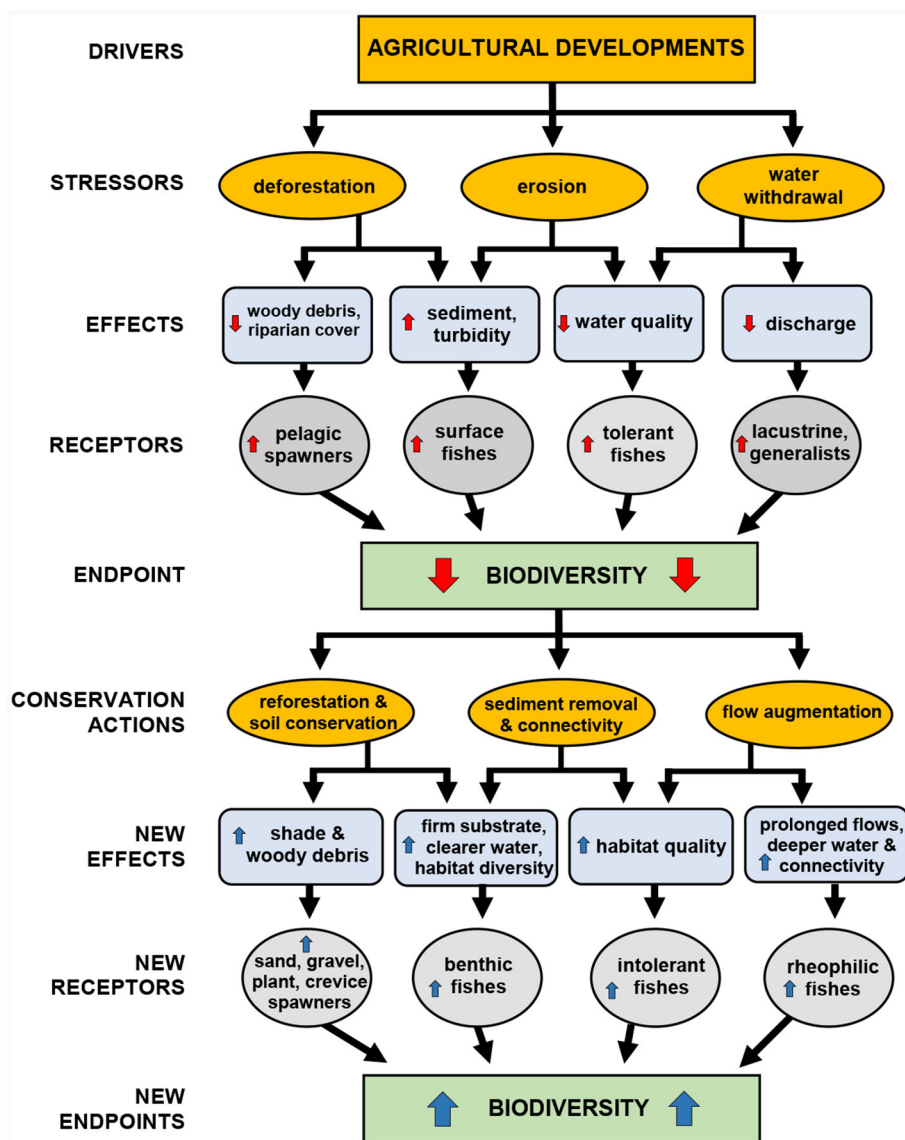 DRIVERS
AGRICULTURAL DEVELOPMENTS
STRESSORS
deforestation
erosion
water
withdrawal
EFFECTS
woody debris,
riparian cover
sediment,
turbidity
water quality
discharge
RECEPTORS
pelagic
spawners
surface
fishes
tolerant
fishes
lacustrine,
generalists
ENDPOINT
BIODIVERSITY
CONSERVATION
ACTIONS
reforestation &
soil conservation
sediment removal
& connectivity
flow augmentation
NEW
EFFECTS
shade &
woody debris
firm substrate,
clearer water,
habitat diversity
habitat quality
prolonged flows,
deeper water &
connectivity
NEW
RECEPTORS
sand, gravel,
plant, crevice
spawners
benthic
fishes
intolerant
fishes
rheophilic
fishes
NEW
ENDPOINTS
BIODIVERSITY